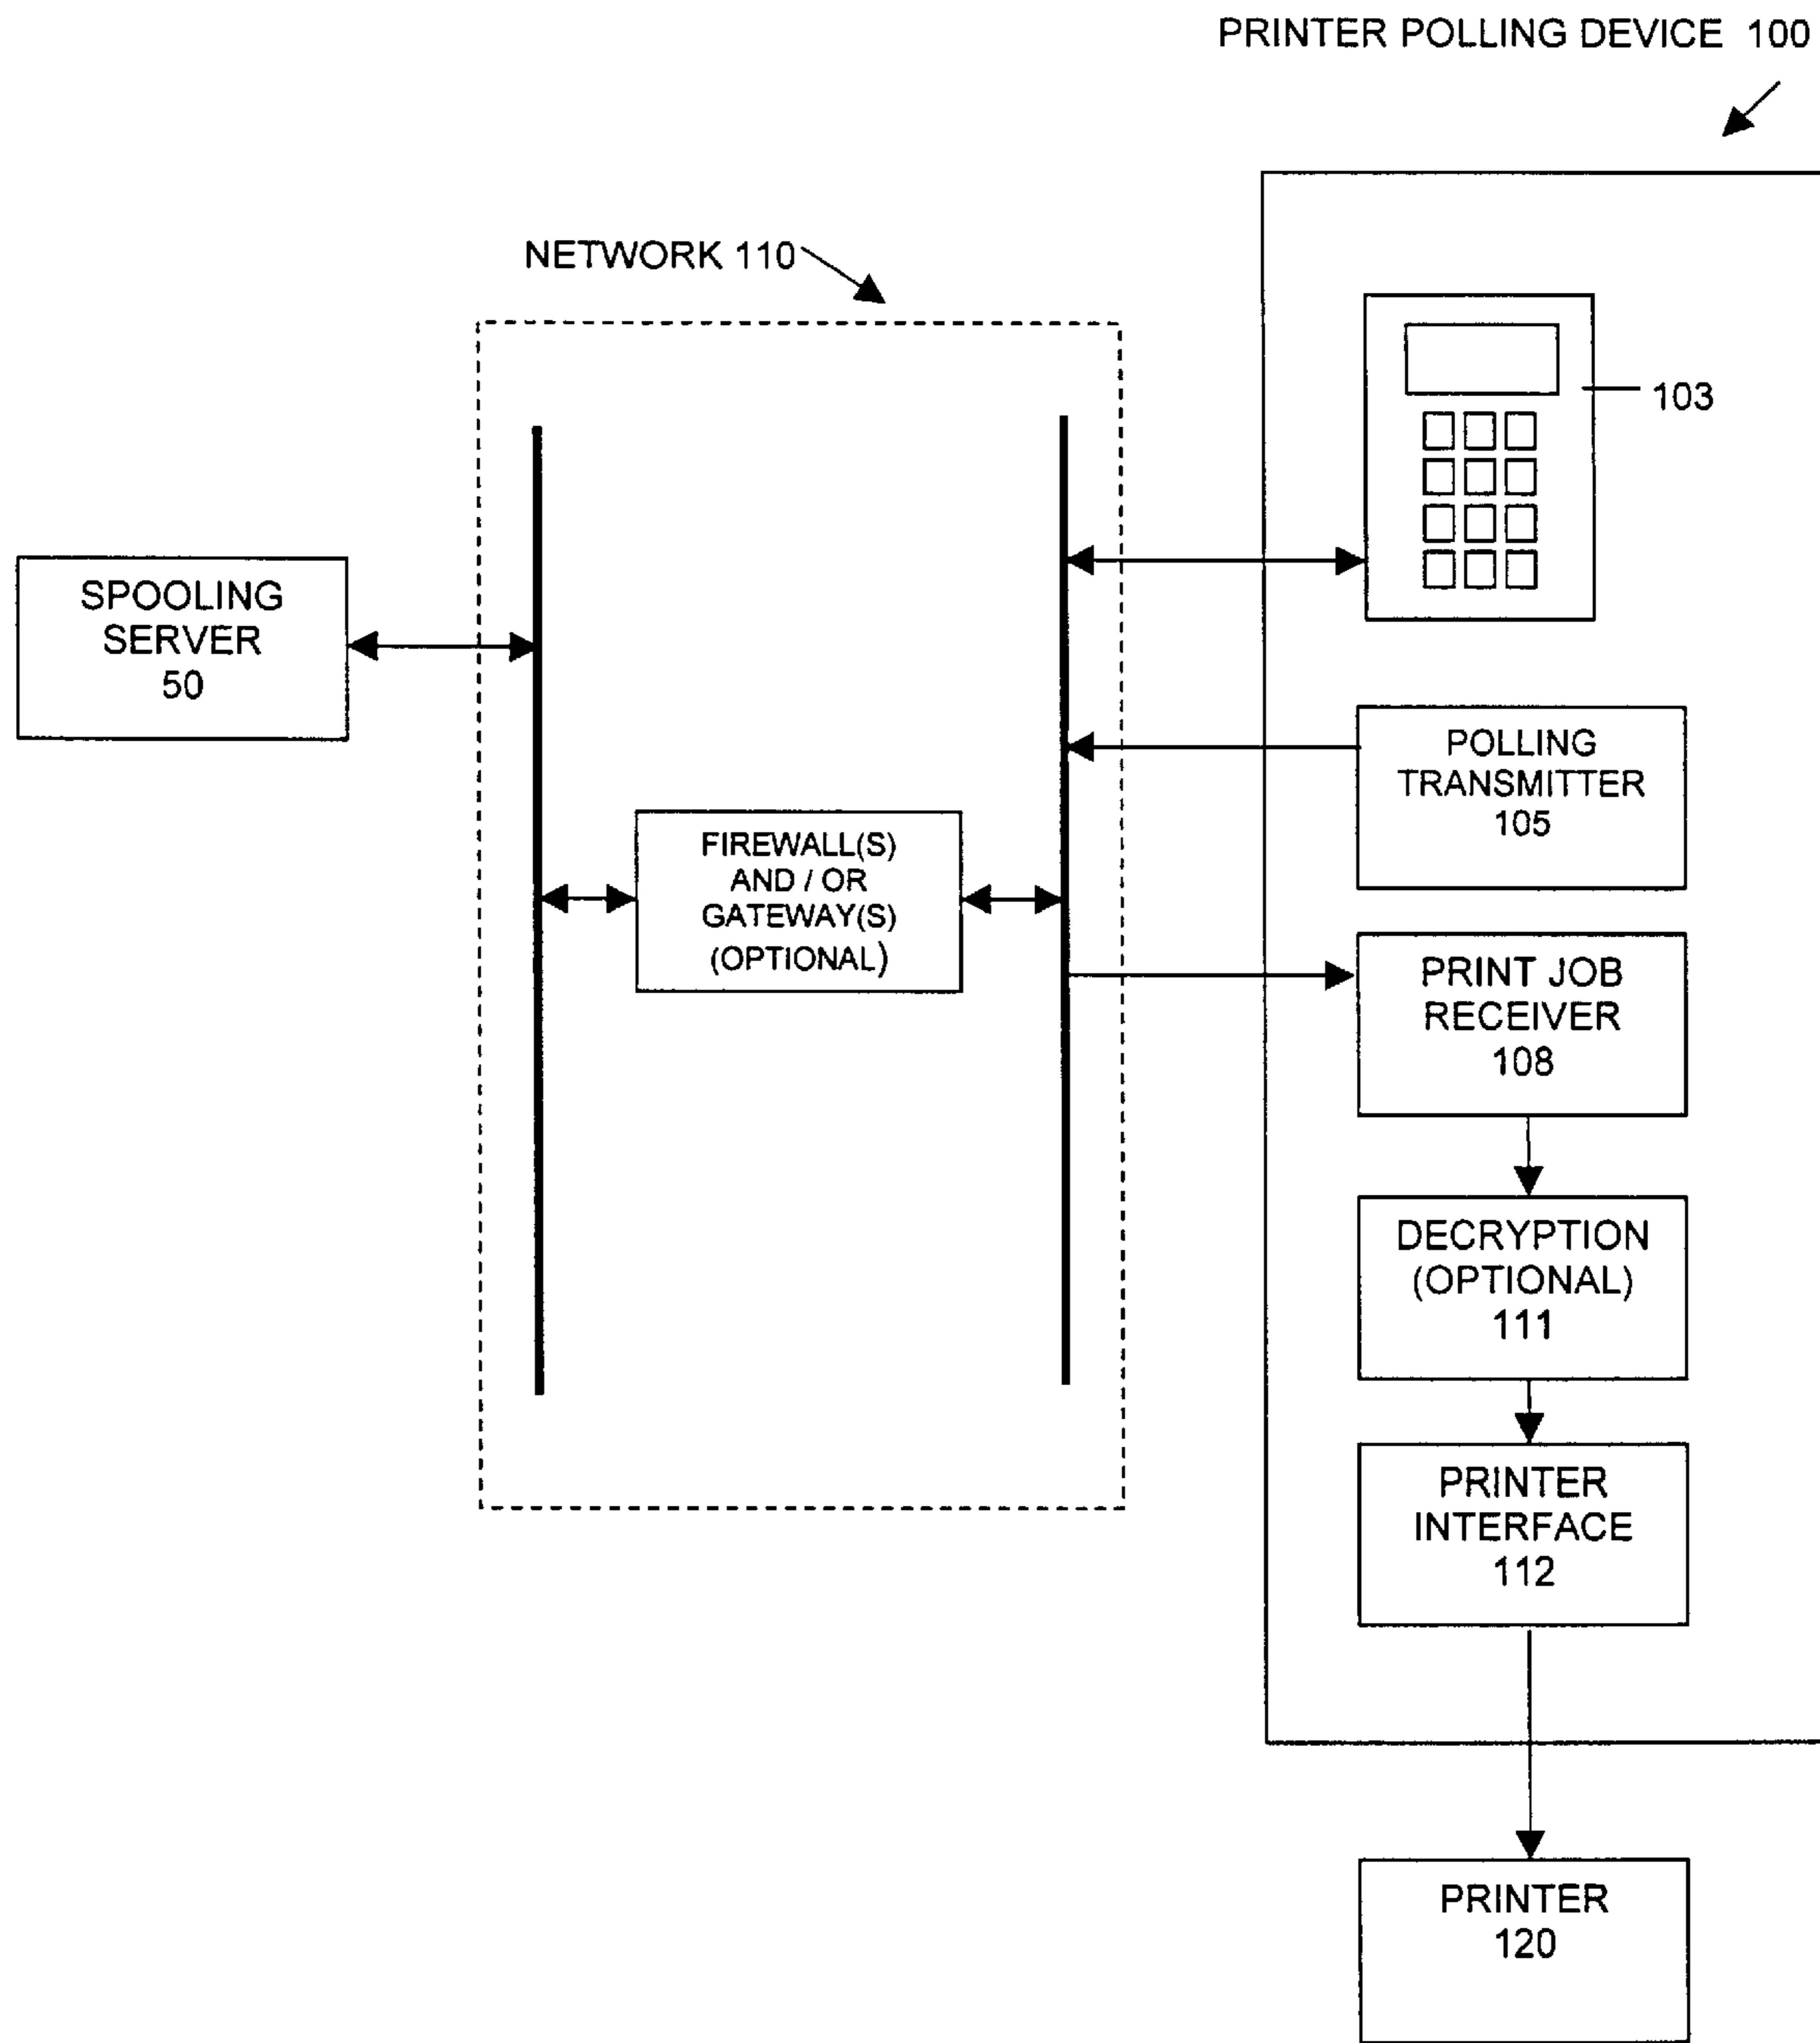 PRINTER POLLING DEVICE 100
NETWORK 110
103
SPOOLING
SERVER
50
POLLING
TRANSMITTER
105
FIREWALL(S)
AND / OR
GATEWAY(S)
(OPTIONAL)
PRINT JOB
RECEIVER
108
DECRYPTION
(OPTIONAL)
111
PRINTER
INTERFACE
112
PRINTER
120